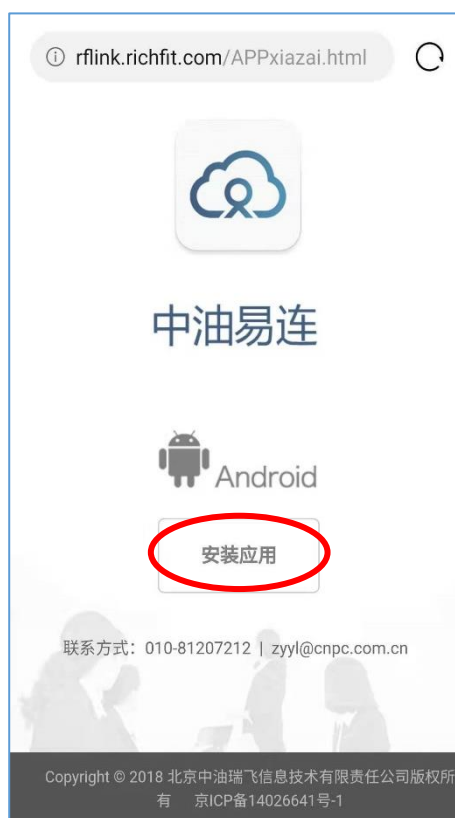 rflink.richfit.com/APPxiazai.html
中油易连
Android
安装应用
联系方式：010-81207212 | zyyl@cnpc.com.cn
Copyright © 2018 北京中油瑞飞信息技术有限责任公司版权所
有 京ICP备14026641号-1